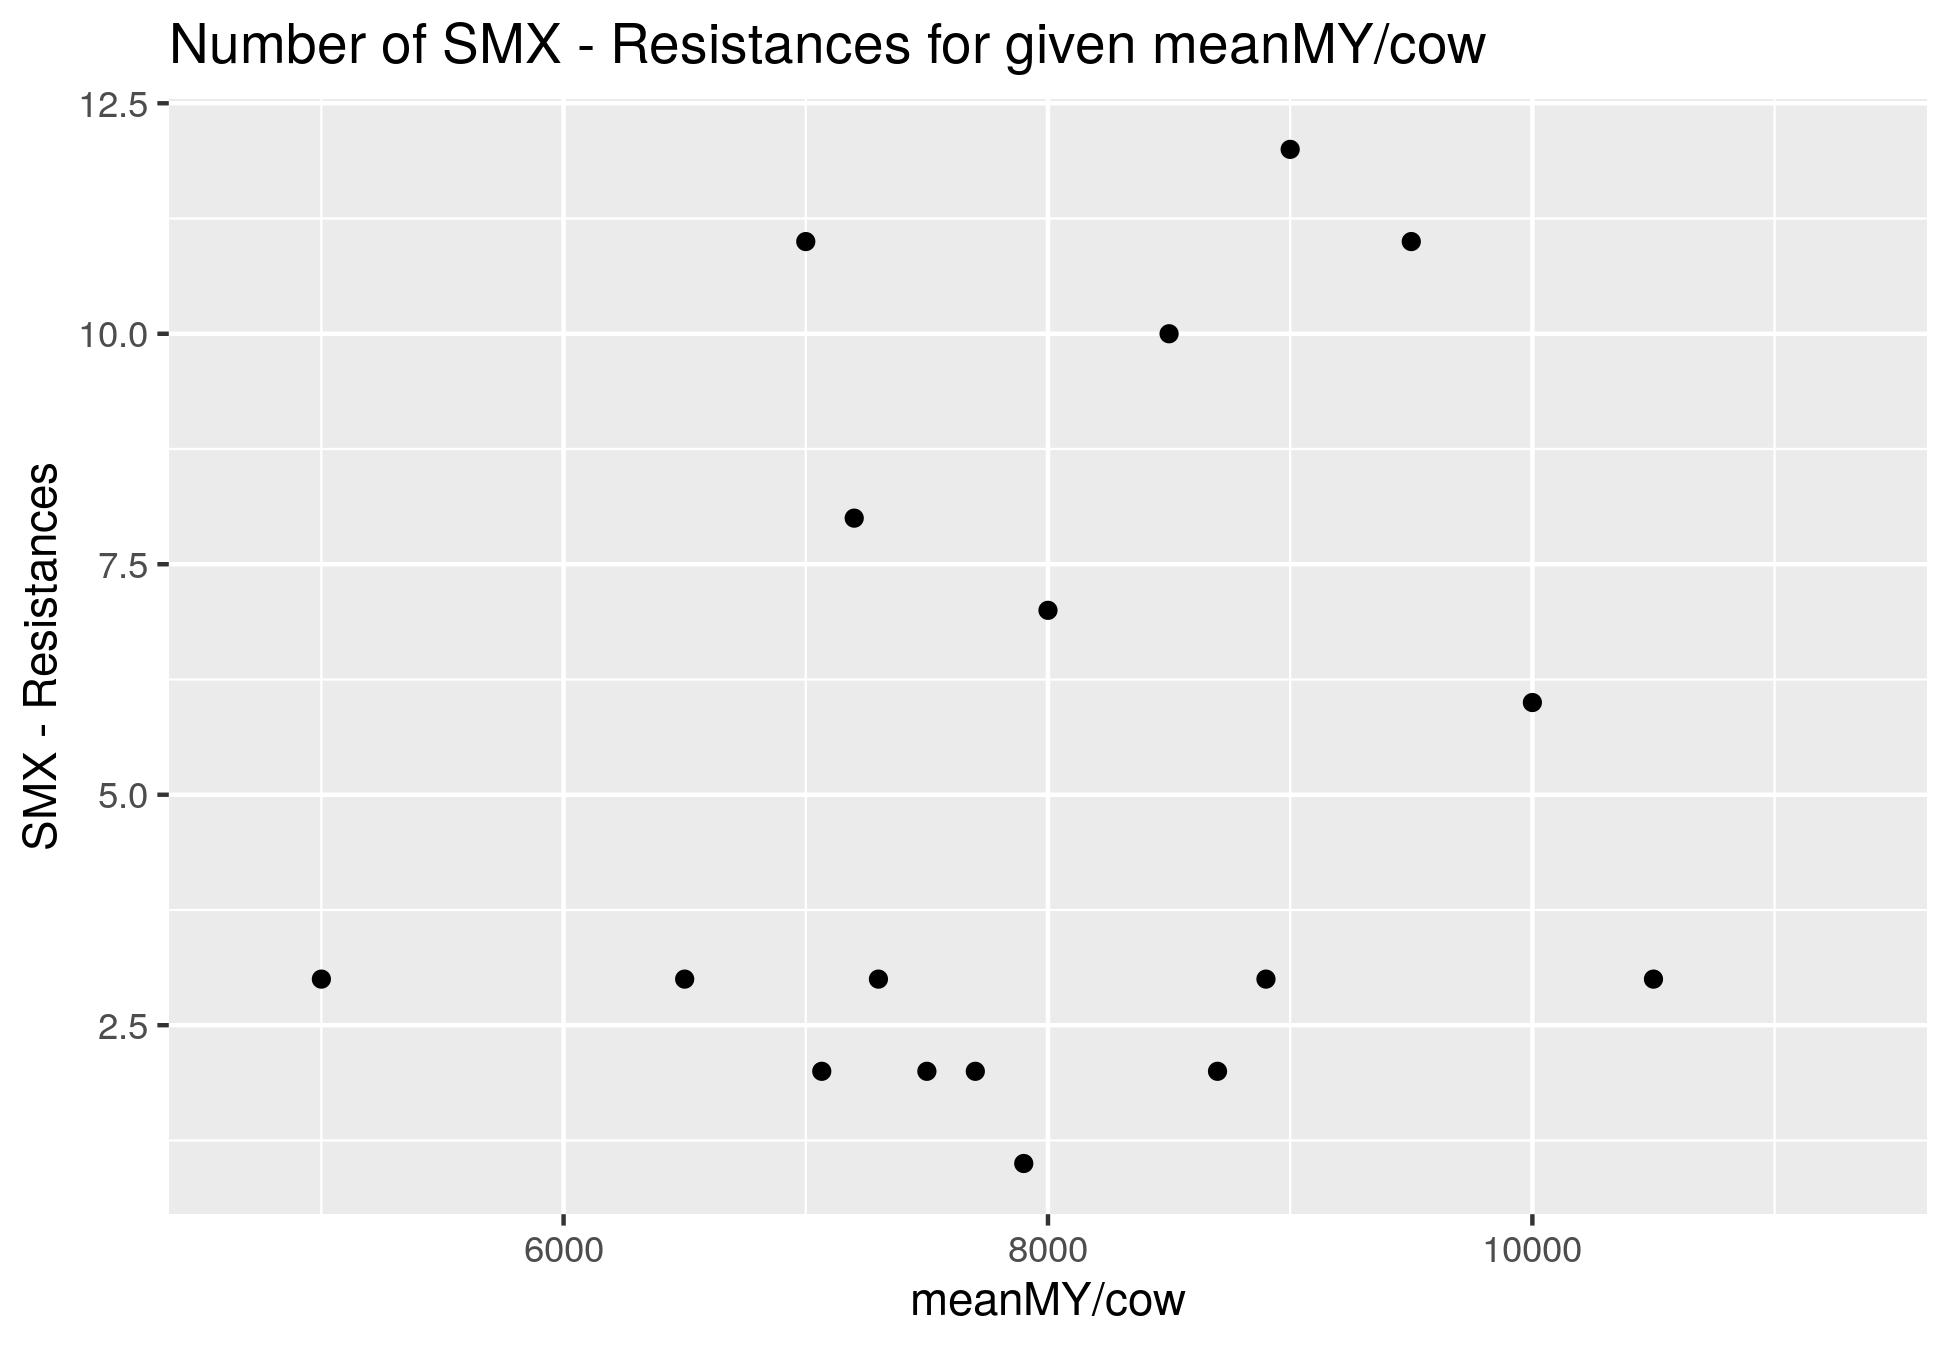 Number of SMX - Resistances for given meanMY/cow
12.5
10.0
7.5
5.0
2.5
SMX - Resistances
6000 8000 10000
meanMY/cow